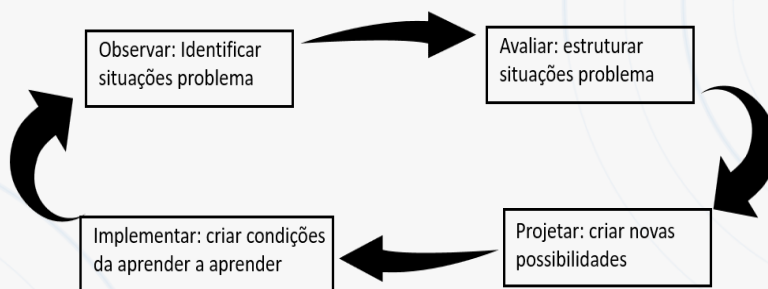 Observar: Identificar
situações problema
Avaliar: estruturar
situações problema
Implementar: criar condições
da aprender a aprender
Projetar: criar novas
possibilidades